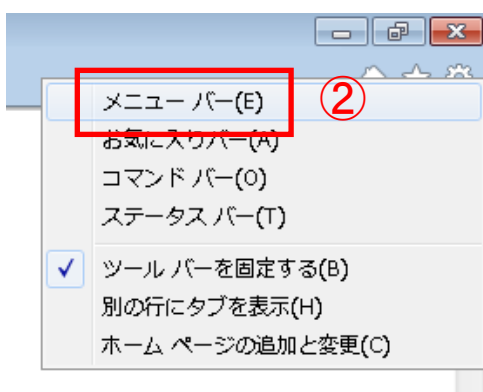 メニュー バー(E)
②
お気に入りバー(A)
コマンド バー(O)
ステータス バー(T)
ツール バーを固定する(B)
別の行にタブを表示(H)
ホーム ページの追加と変更(C)